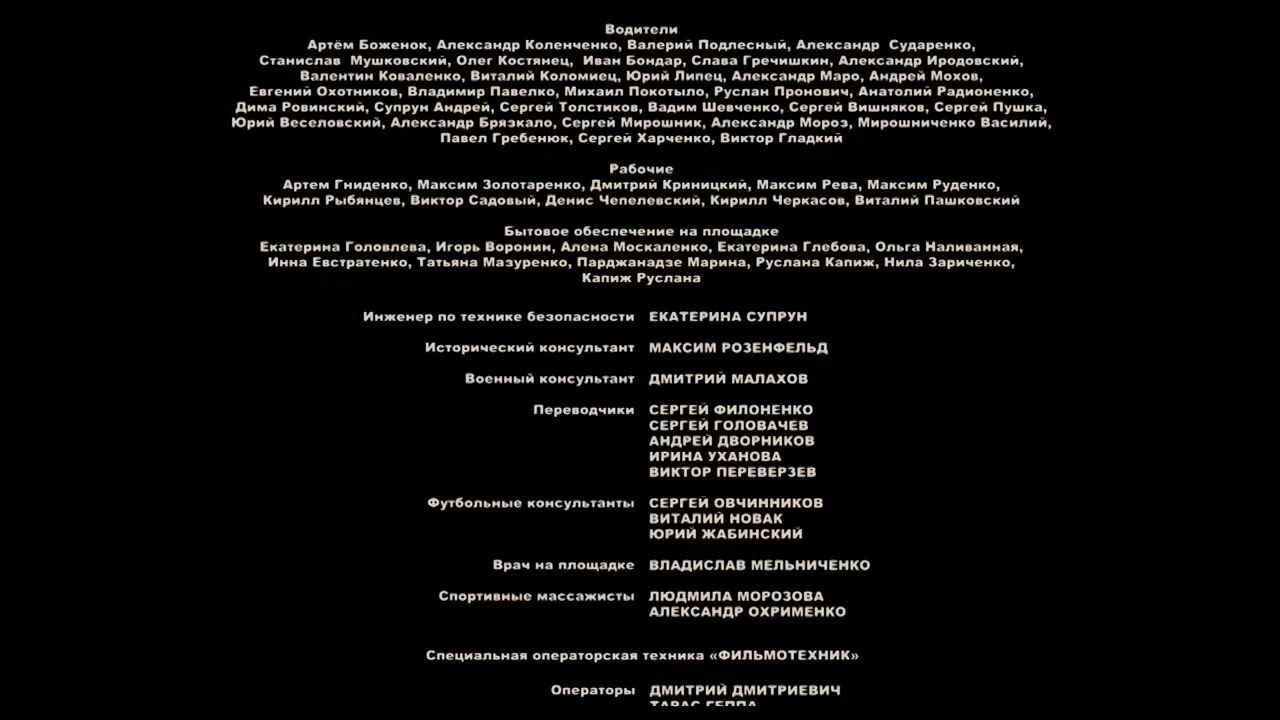 Водители
Артём Боженок, Александр Коленченко, Валерий Подлесный, Александр Сударенко,
Станислав Мушковский, Олег Костянец, Иван Бондар, Слава Гречишкин, Александр Иродовский,
Валентин Коваленко, Виталий Коломиец, Юрий Липец, Александр Маро, Андрей Мохов,
Евгений Охотников, Владимир Павелко, Михаил Покотыло, Руслан Пронович, Анатолий Радионенко,
Дима Ровинский, Супрун Андрей, Сергей Толстиков, Вадим Шевченко, Сергей Вишняков, Сергей Пушка,
Юрий Веселовский, Александр Брязкало, Сергей Мирошник, Александр Мороз, Мирошниченко Василий,
Павел Гребенюк, Сергей Харченко, Виктор Гладкий
Рабочие
Артем Гниденко, Максим Золотаренко, Дмитрий Криницкий, Максим Рева, Максим Руденко,
Кирилл Рыбянцев, Виктор Садовый, Денис Чепелевский, Кирилл Черкасов, Виталий Пашковский
Бытовое обеспечение на площадке
Екатерина Головлева, Игорь Воронин, Алена Москаленко, Екатерина Глебова, Ольга Наливанная,
Инна Евстратенко, Татьяна Мазуренко, Парджанадзе Марина, Руслана Капиж, Нила Зариченко,
Капиж Руслана
Инженер по технике безопасности ЕКАТЕРИНА СУПРУН
Исторический консультант МАКСИМ РОЗЕНФЕЛЬД
Военный консультант ДМИТРИЙ МАЛАХОВ
Переводчики СЕРГЕЙ ФИЛОНЕНКО
СЕРГЕЙ ГОЛОВАЧЕВ
АНДРЕЙ ДВОРНИКОВ
ИРИНА УХАНОВА
ВИКТОР ПЕРЕВЕРЗЕВ
Футбольные консультанты СЕРГЕЙ ОВЧИННИКОВ
ВИТАЛИЙ НОВАК
ЮРИЙ ЖАБИНСКИЙ
Врач на площадке ВЛАДИСЛАВ МЕЛЬНИЧЕНКО
Спортивные массажисты ЛЮДМИЛА МОРОЗОВА
АЛЕКСАНДР ОХРИМЕНКО
Специальная операторская техника «ФИЛЬМОТЕХНИК»
Операторы ДМИТРИЙ ДМИТРИЕВИЧ
ТАРАС